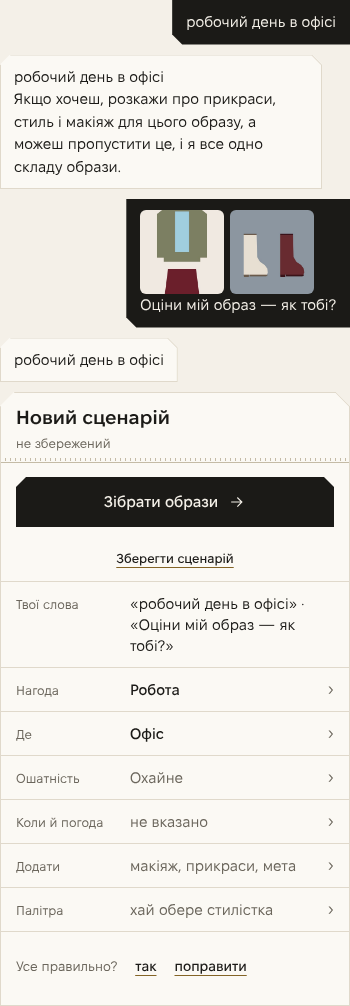 робочий день в офісі
робочий день в офісі
Якщо хочеш, розкажи про прикраси,
стиль і макіяж для цього образу, а
можеш пропустити це, і я все одно
складу образи.
Оціни мій образ — як тобі?
робочий день в офісі
Новий сценарій
не збережений
Зібрати образи →
Зберегти сценарій
Твої слова «робочий день в офісі» ·
«Оціни мій образ — як
тобі?»
Нагода Робота ›
Де Офіс ›
Ошатність Охайне ›
Коли й погода не вказано ›
Додати макіяж, прикраси, мета ›
Палітра хай обере стилістка ›
Усе правильно? так поправити